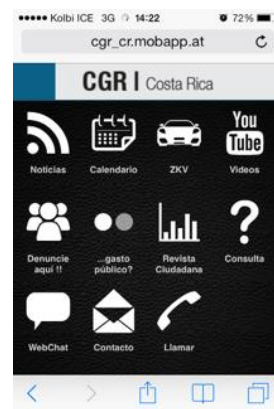 Kolbi ICE 3G 14:22 72%
cgr_cr.mobapp.at
CGR | Costa Rica
Noticias Calendario ZKV Videos
You
Tube
Denuncie ...gasto Revista Consulta
aquí !! público? Ciudadana
WebChat Contacto Llamar